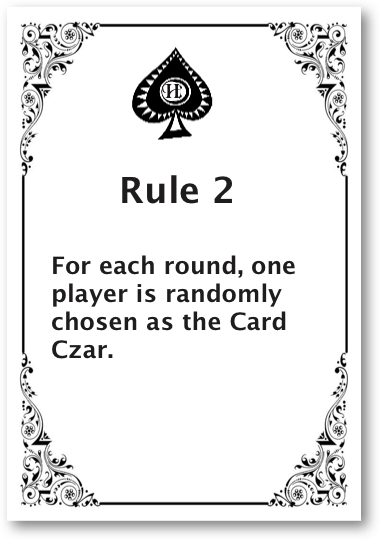 H
Rule 2
For each round, one
player is randomly
chosen as the Card
Czar.